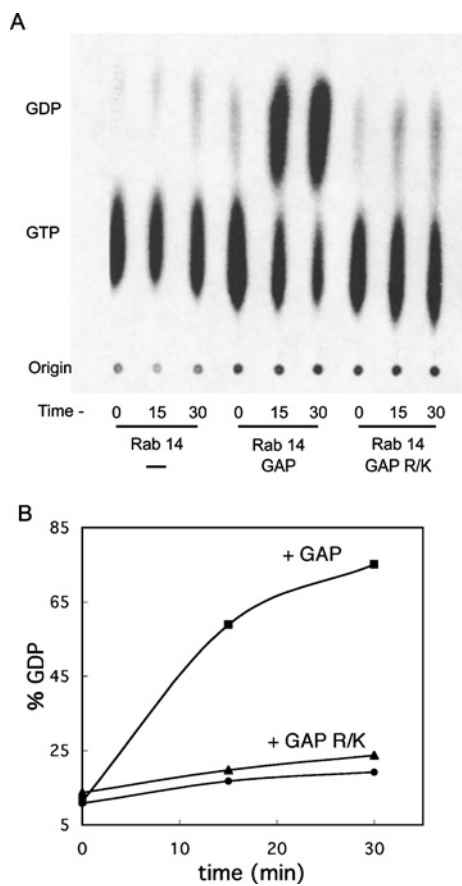 A
GDP
GTP
Origin
Time - 0 15 30 0 15 30 0 15 30
Rab 14 Rab 14 Rab 14
— GAP GAP R/K
B
85
+ GAP
65
% GDP
45
+ GAP R/K
25
5
0 10 20 30
time (min)